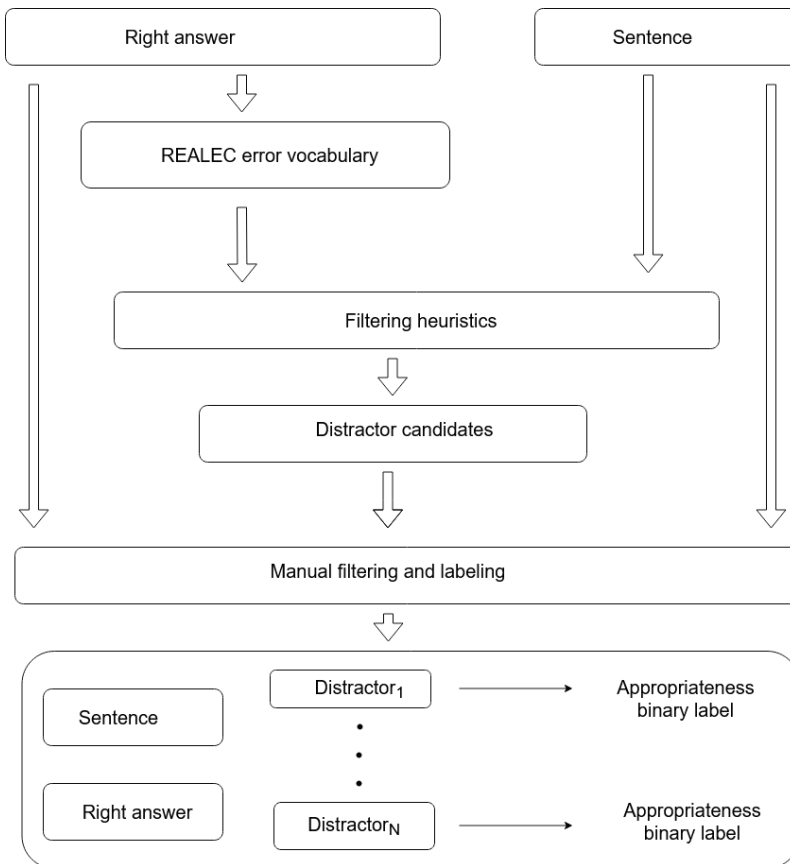 Right answer
Sentence
REALEC error vocabulary
Filtering heuristics
Distractor candidates
Manual filtering and labeling
Sentence
Distractor₁
Appropriateness
binary label
Right answer
Distractor_N
Appropriateness
binary label